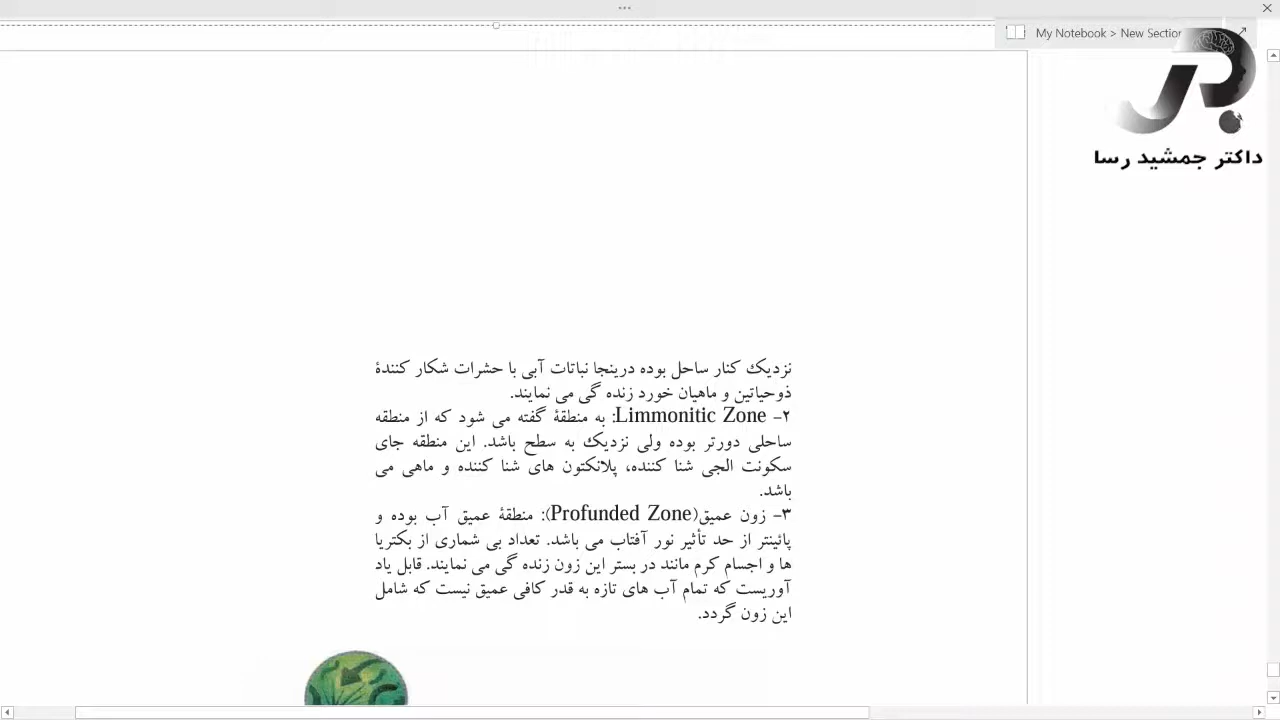 My Notebook > New Section
داکتر جمشید رسا
نزدیک کنار ساحل بوده درینجا نباتات آبی با حشرات شکار کنندۀ
ذوحیاتین و ماهیان خورد زنده گی می نمایند.
۲- Limmonitic Zone: به منطقۀ گفته می شود که از منطقه
ساحلی دورتر بوده ولی نزدیک به سطح باشد. این منطقه جای
سکونت الجی شنا کننده، پلانکتون های شنا کننده و ماهی می
باشد.
۳- زون عمیق(Profunded Zone): منطقۀ عمیق آب بوده و
پائینتر از حد تأثیر نور آفتاب می باشد. تعداد بی شماری از بکتریا
ها و اجسام کرم مانند در بستر این زون زنده گی می نمایند. قابل یاد
آوریست که تمام آب های تازه به قدر کافی عمیق نیست که شامل
این زون گردد.